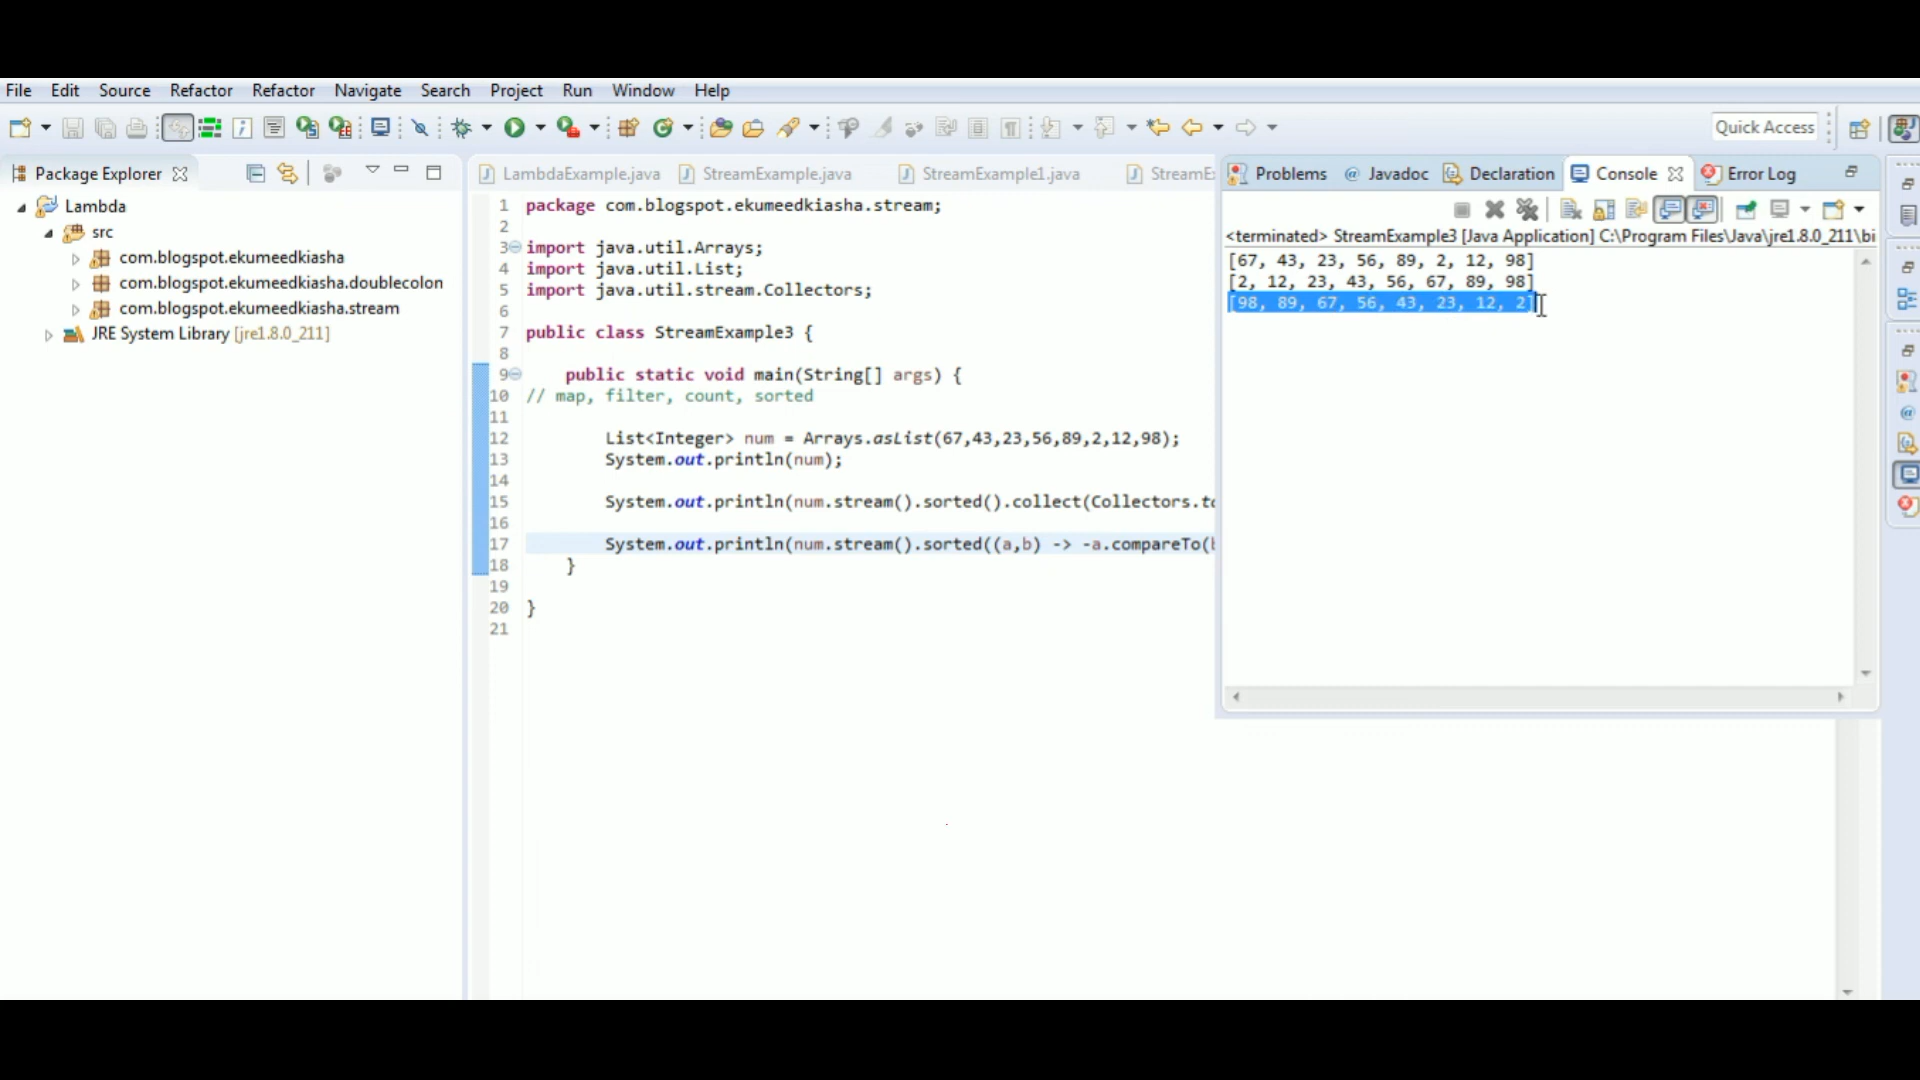 File Edit Source Refactor Refactor Navigate Search Project Run Window Help
Quick Access
Package Explorer
Lambda
src
com.blogspot.ekumeedkiasha
com.blogspot.ekumeedkiasha.doublecolon
com.blogspot.ekumeedkiasha.stream
JRE System Library [jre1.8.0_211]
LambdaExample.java StreamExample.java StreamExample1.java StreamEx
1 package com.blogspot.ekumeedkiasha.stream;
2
3 import java.util.Arrays;
4 import java.util.List;
5 import java.util.stream.Collectors;
6
7 public class StreamExample3 {
8
9 public static void main(String[] args) {
10 // map, filter, count, sorted
11
12 List<Integer> num = Arrays.asList(67,43,23,56,89,2,12,98);
13 System.out.println(num);
14
15 System.out.println(num.stream().sorted().collect(Collectors.to
16
17 System.out.println(num.stream().sorted((a,b) -> -a.compareTo(b
18 }
19
20 }
21
Problems Javadoc Declaration Console Error Log
<terminated> StreamExample3 [Java Application] C:\Program Files\Java\jre1.8.0_211\bi
[67, 43, 23, 56, 89, 2, 12, 98]
[2, 12, 23, 43, 56, 67, 89, 98]
[98, 89, 67, 56, 43, 23, 12, 2]